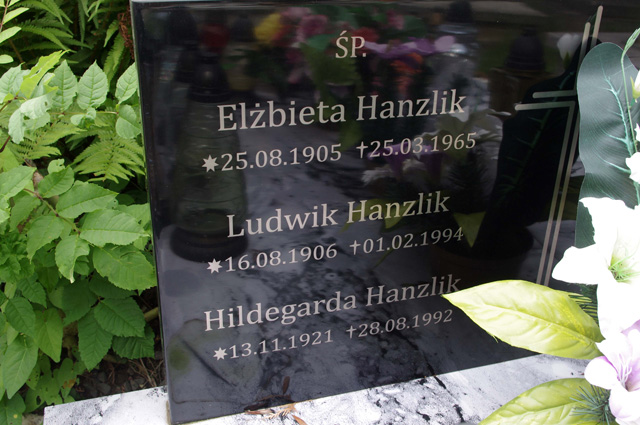 ŚP.
Elżbieta Hanzlik
✷25.08.1905 †25.03.1965
Ludwik Hanzlik
✷16.08.1906 †01.02.1994
Hildegarda Hanzlik
✷13.11.1921 †28.08.1992